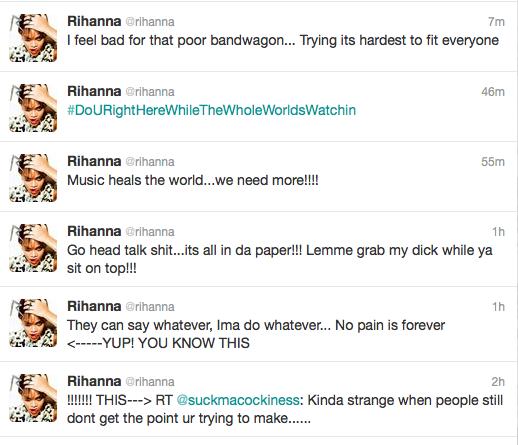 Rihanna @rihanna 7m
I feel bad for that poor bandwagon... Trying its hardest to fit everyone
Rihanna @rihanna 46m
#DoURightHereWhileTheWholeWorldsWatchin
Rihanna @rihanna 55m
Music heals the world...we need more!!!!
Rihanna @rihanna 1h
Go head talk shit...its all in da paper!!! Lemme grab my dick while ya
sit on top!!!
Rihanna @rihanna 1h
They can say whatever, Ima do whatever... No pain is forever
<-----YUP! YOU KNOW THIS
Rihanna @rihanna 2h
!!!!!!! THIS---> RT @suckmacockiness: Kinda strange when people still
dont get the point ur trying to make......